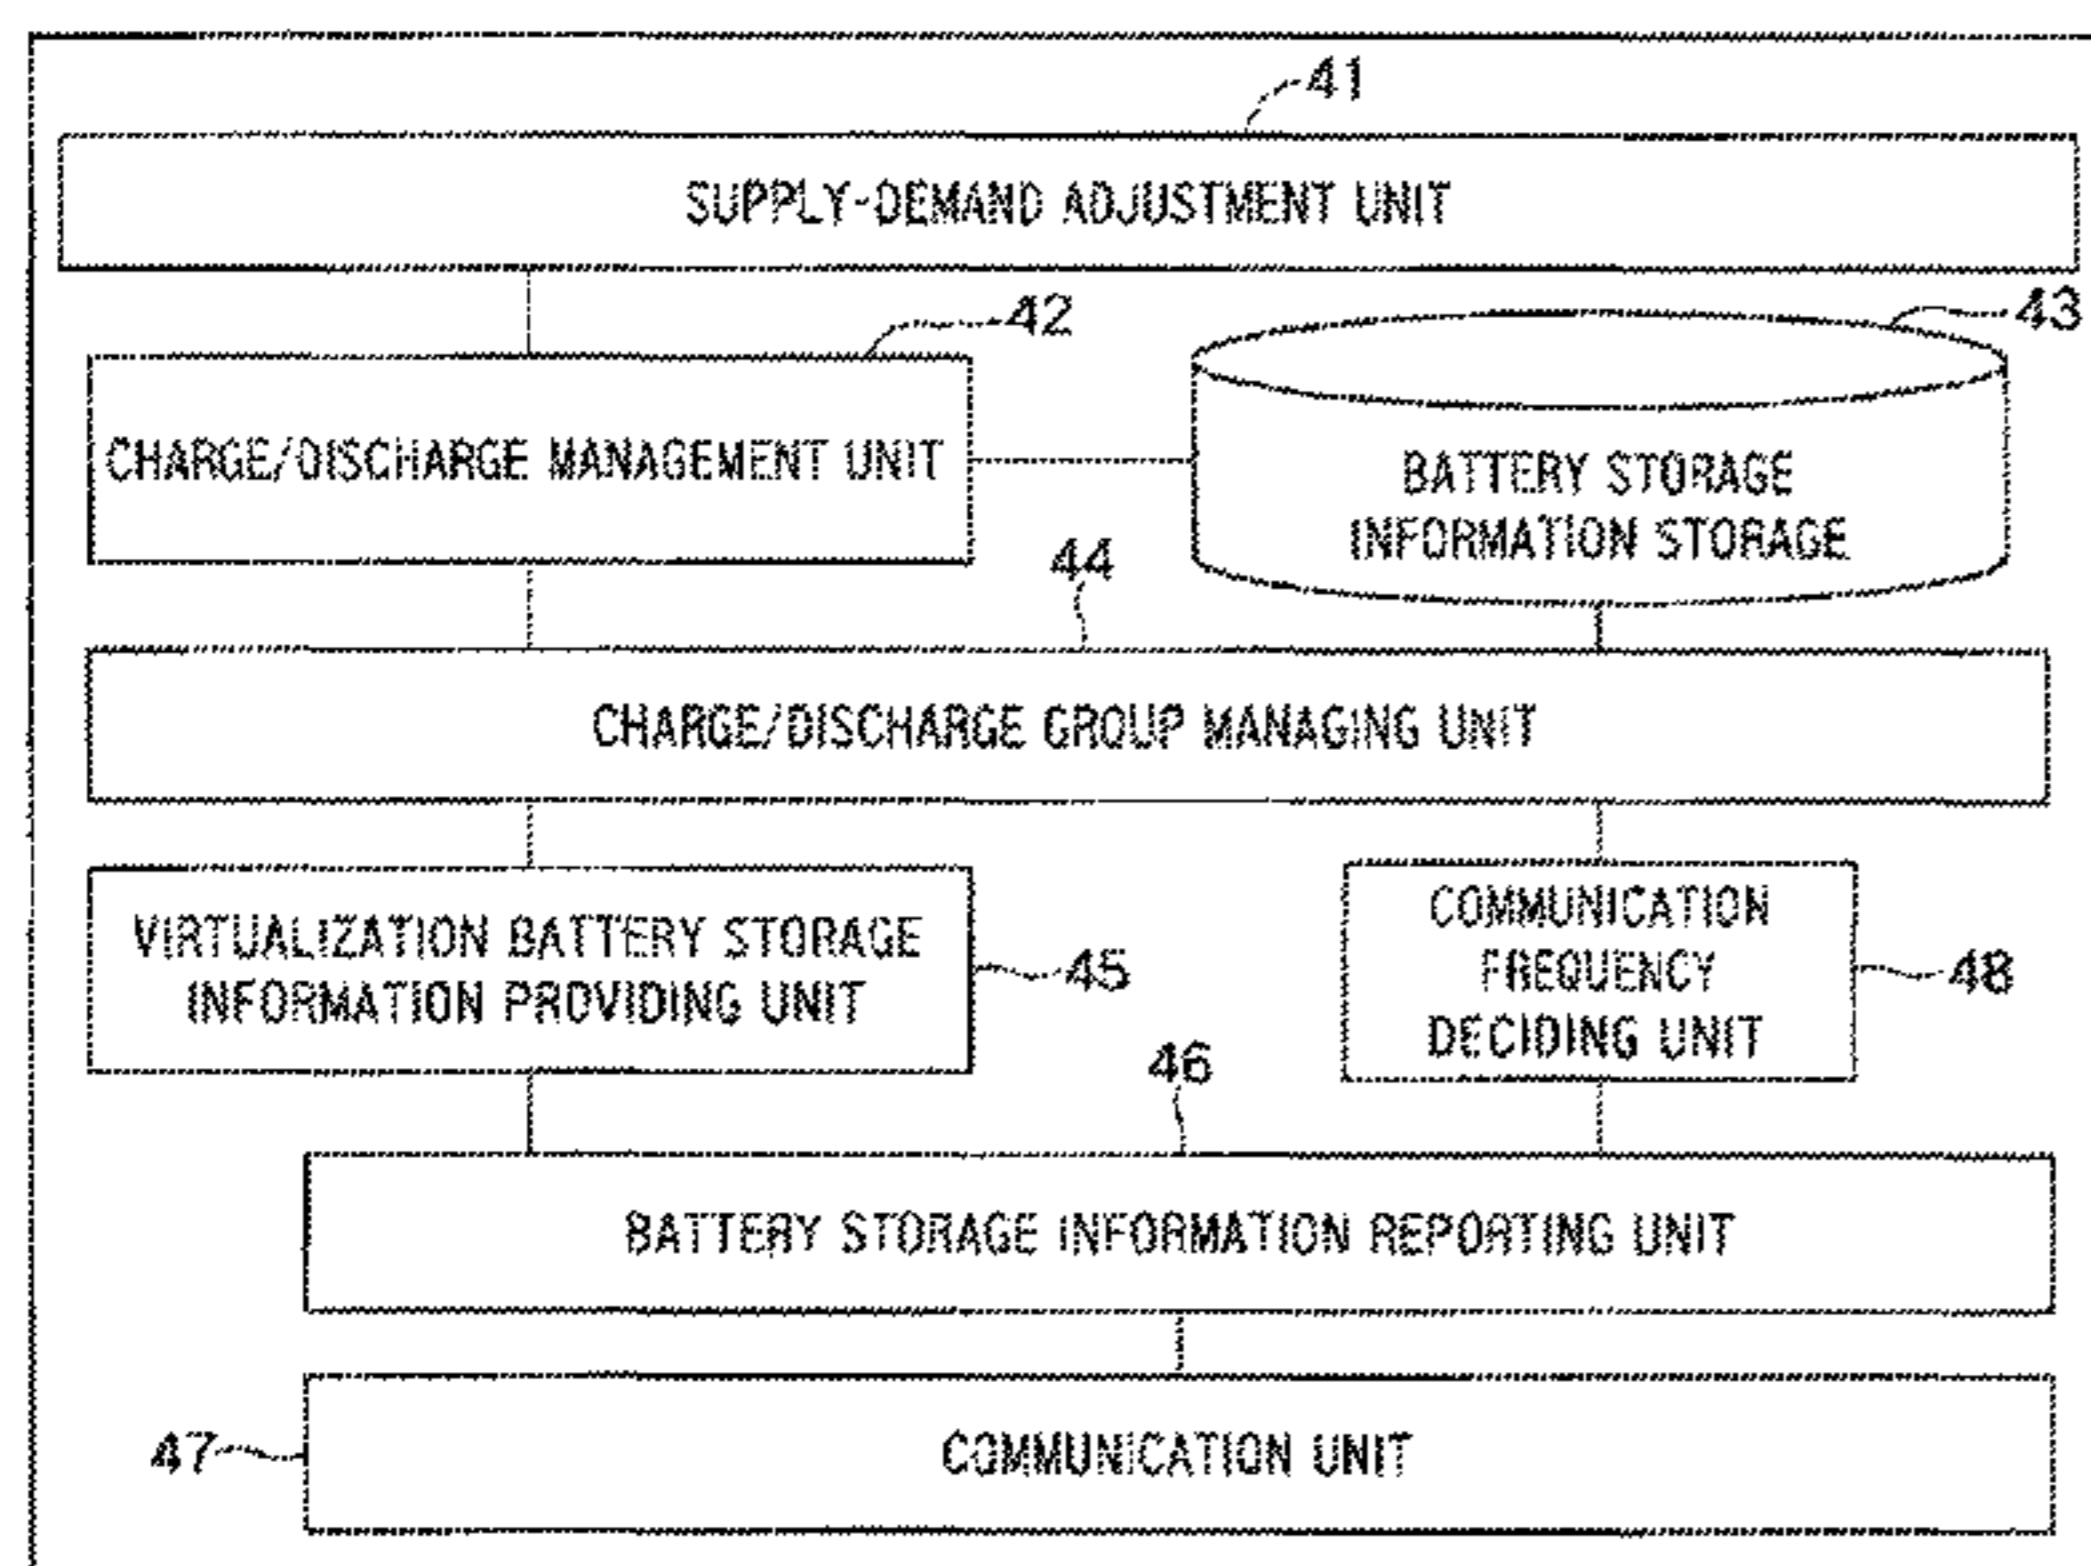 41
SUPPLY-DEMAND ADJUSTMENT UNIT
42
43
CHARGE/DISCHARGE MANAGEMENT UNIT
BATTERY STORAGE
INFORMATION STORAGE
44
CHARGE/DISCHARGE GROUP MANAGING UNIT
VIRTUALIZATION BATTERY STORAGE
INFORMATION PROVIDING UNIT
45
COMMUNICATION
FREQUENCY
DECIDING UNIT
48
46
BATTERY STORAGE INFORMATION REPORTING UNIT
47
COMMUNICATION UNIT